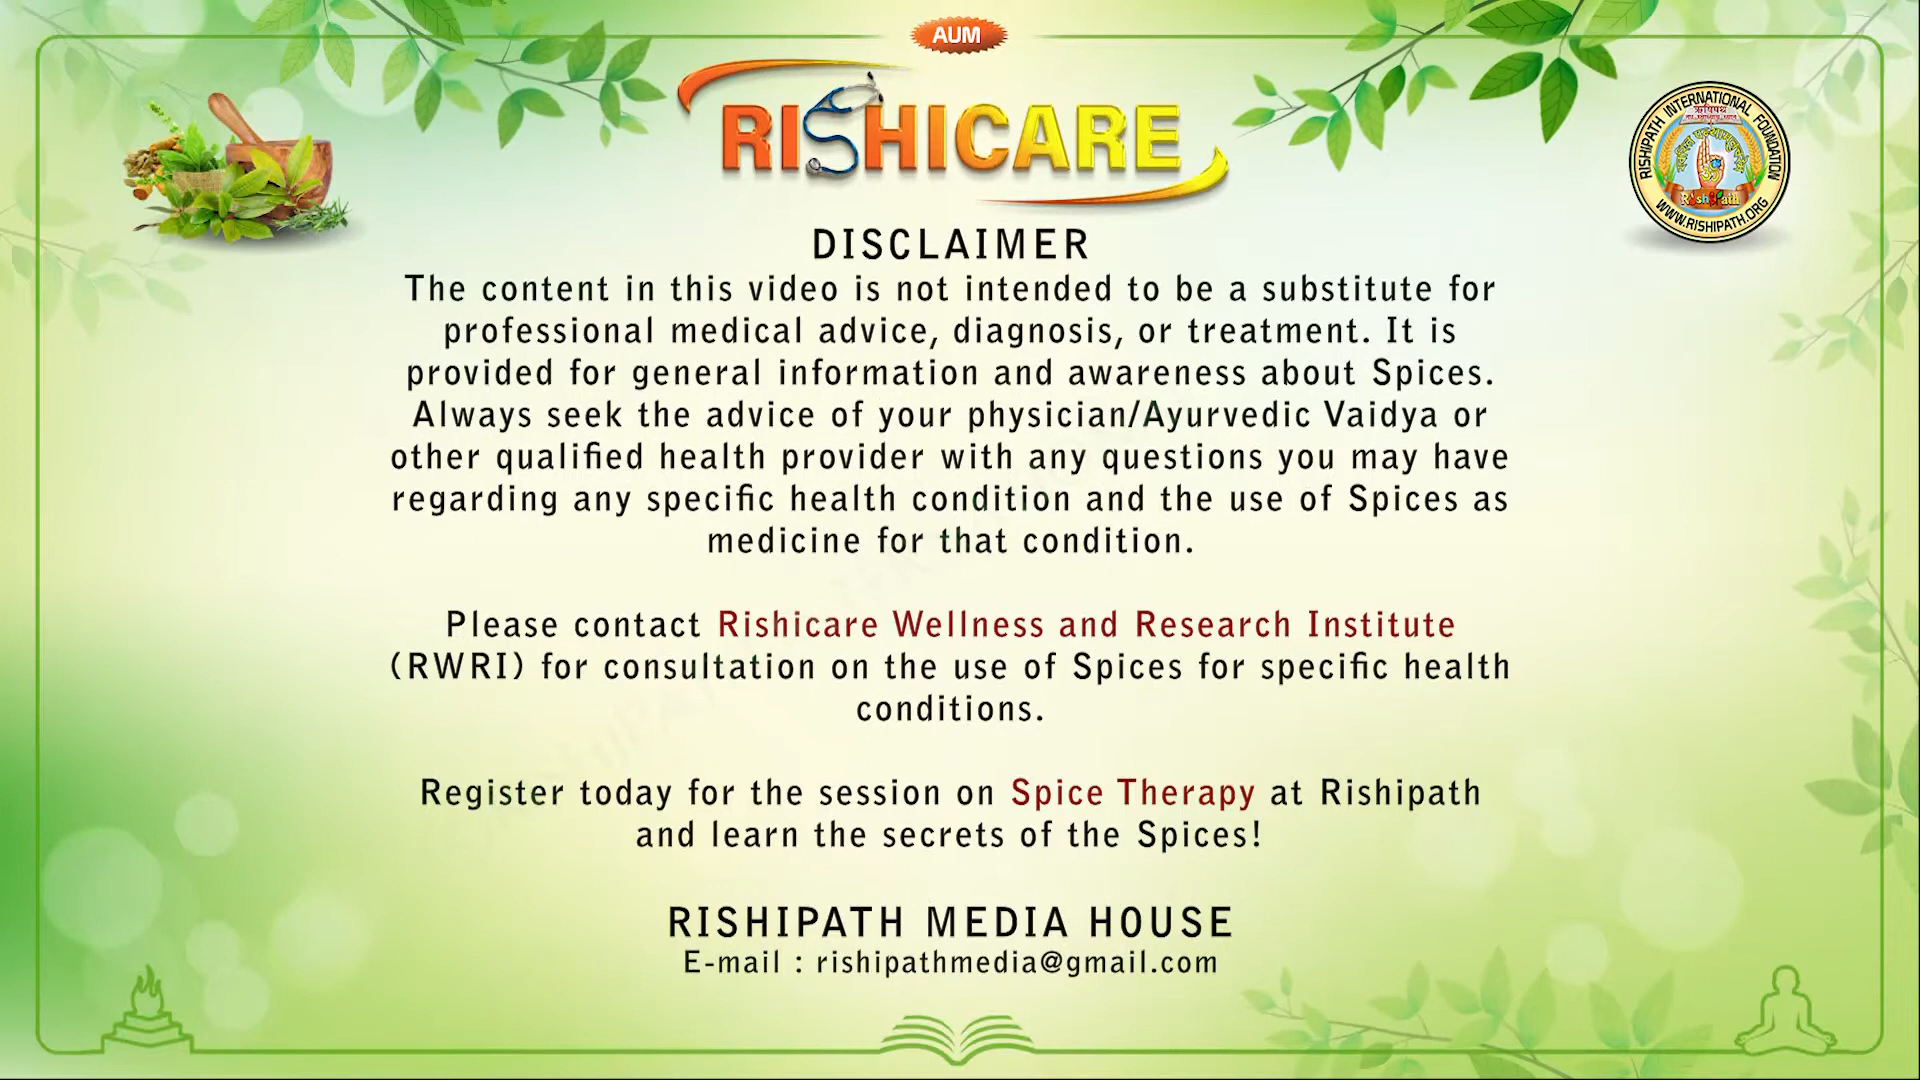 AUM
RISHICARE
RISHIPATH INTERNATIONAL FOUNDATION
ऋषिपथ
RishiPath
WWW.RISHIPATH.ORG
DISCLAIMER
The content in this video is not intended to be a substitute for
professional medical advice, diagnosis, or treatment. It is
provided for general information and awareness about Spices.
Always seek the advice of your physician/Ayurvedic Vaidya or
other qualified health provider with any questions you may have
regarding any specific health condition and the use of Spices as
medicine for that condition.
Please contact Rishicare Wellness and Research Institute
(RWRI) for consultation on the use of Spices for specific health
conditions.
Register today for the session on Spice Therapy at Rishipath
and learn the secrets of the Spices!
RISHIPATH MEDIA HOUSE
E-mail : rishipathmedia@gmail.com